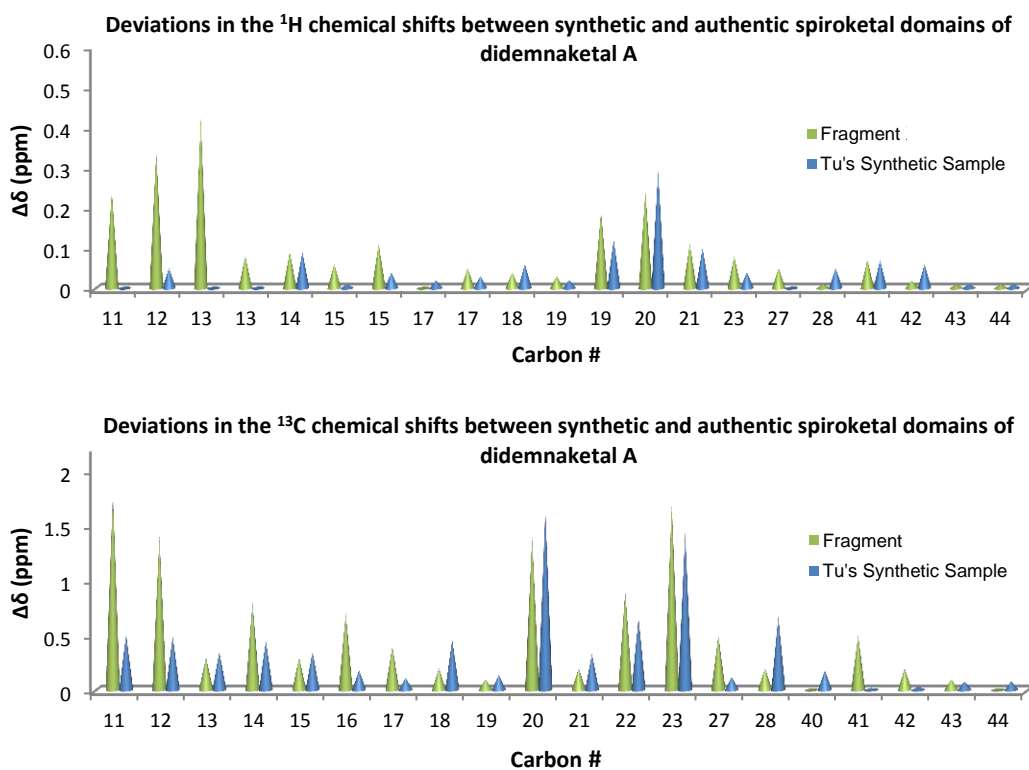 Deviations in the ¹H chemical shifts between synthetic and authentic spiroketal domains of
didemnaketal A
0.6
0.5
0.4
0.3
0.2
0.1
0
Δδ (ppm)
Fragment
Tu's Synthetic Sample
11 12 13 13 14 15 15 17 17 18 19 19 20 21 23 27 28 41 42 43 44
Carbon #
Deviations in the ¹³C chemical shifts between synthetic and authentic spiroketal domains of
didemnaketal A
2
1.5
1
0.5
0
Δδ (ppm)
Fragment
Tu's Synthetic Sample
11 12 13 14 15 16 17 18 19 20 21 22 23 27 28 40 41 42 43 44
Carbon #